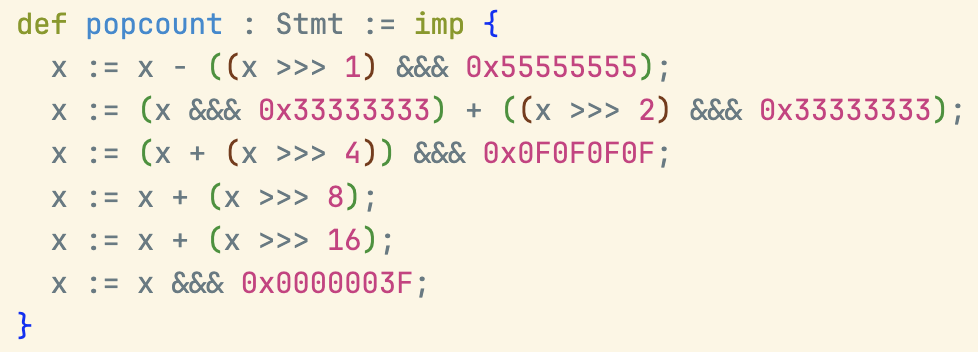 def popcount : Stmt := imp {
  x := x - ((x >>> 1) &&& 0x55555555);
  x := (x &&& 0x33333333) + ((x >>> 2) &&& 0x33333333);
  x := (x + (x >>> 4)) &&& 0x0F0F0F0F;
  x := x + (x >>> 8);
  x := x + (x >>> 16);
  x := x &&& 0x0000003F;
}